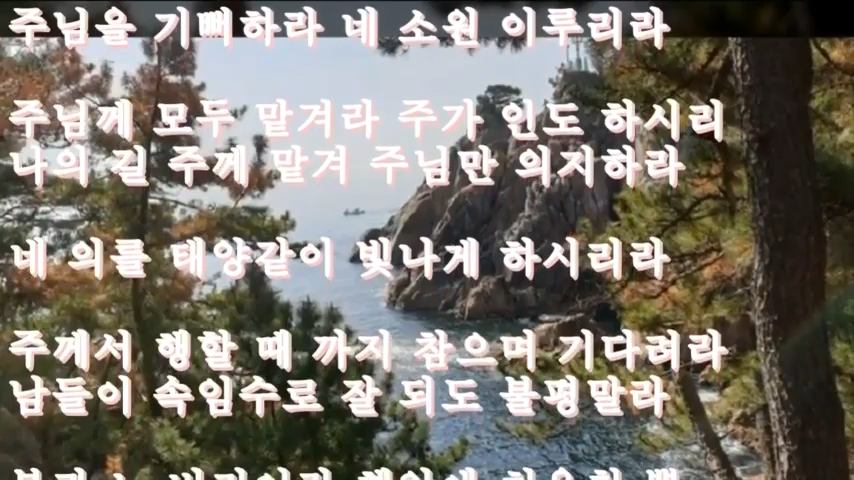 주님을 기뻐하라 네 소원 이루리라
주님께 모두 맡겨라 주가 인도 하시리
나의 길 주께 맡겨 주님만 의지하라
네 의를 태양같이 빛나게 하시리라
주께서 행할 때 까지 참으며 기다려라
남들이 속임수로 잘 되도 불평말라